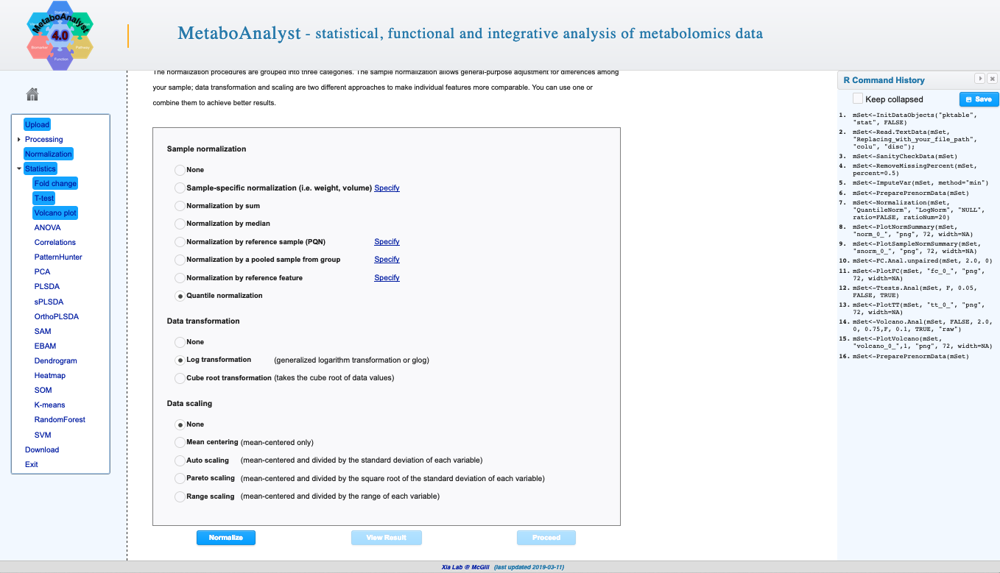 Statistics
MetaboAnalyst
4.0
Biomarker
Pathway
Function
MetaboAnalyst - statistical, functional and integrative analysis of metabolomics data
Upload
Processing
Normalization
Statistics
Fold change
T-test
Volcano plot
ANOVA
Correlations
PatternHunter
PCA
PLSDA
sPLSDA
OrthoPLSDA
SAM
EBAM
Dendrogram
Heatmap
SOM
K-means
RandomForest
SVM
Download
Exit
The normalization procedures are grouped into three categories. The sample normalization allows general-purpose adjustment for differences among
your sample; data transformation and scaling are two different approaches to make individual features more comparable. You can use one or
combine them to achieve better results.
Sample normalization
None
Sample-specific normalization (i.e. weight, volume) Specify
Normalization by sum
Normalization by median
Normalization by reference sample (PQN) Specify
Normalization by a pooled sample from group Specify
Normalization by reference feature Specify
Quantile normalization
Data transformation
None
Log transformation (generalized logarithm transformation or glog)
Cube root transformation (takes the cube root of data values)
Data scaling
None
Mean centering (mean-centered only)
Auto scaling (mean-centered and divided by the standard deviation of each variable)
Pareto scaling (mean-centered and divided by the square root of the standard deviation of each variable)
Range scaling (mean-centered and divided by the range of each variable)
Normalize View Result Proceed
R Command History
Keep collapsed Save
1. mSet<-InitDataObjects("pktable",
"stat", FALSE)
2. mSet<-Read.TextData(mSet,
"Replacing_with_your_file_path",
"colu", "disc");
3. mSet<-SanityCheckData(mSet)
4. mSet<-RemoveMissingPercent(mSet,
percent=0.5)
5. mSet<-ImputeVar(mSet, method="min")
6. mSet<-PreparePrenormData(mSet)
7. mSet<-Normalization(mSet,
"QuantileNorm", "LogNorm", "NULL",
ratio=FALSE, ratioNum=20)
8. mSet<-PlotNormSummary(mSet,
"norm_0_", "png", 72, width=NA)
9. mSet<-PlotSampleNormSummary(mSet,
"snorm_0_", "png", 72, width=NA)
10. mSet<-FC.Anal.unpaired(mSet, 2.0, 0)
11. mSet<-PlotFC(mSet, "fc_0_", "png",
72, width=NA)
12. mSet<-Ttests.Anal(mSet, F, 0.05,
FALSE, TRUE)
13. mSet<-PlotTT(mSet, "tt_0_", "png",
72, width=NA)
14. mSet<-Volcano.Anal(mSet, FALSE, 2.0,
0, 0.75,F, 0.1, TRUE, "raw")
15. mSet<-PlotVolcano(mSet,
"volcano_0_",1, "png", 72, width=NA)
16. mSet<-PreparePrenormData(mSet)
Xia Lab @ McGill (last updated 2019-03-11)